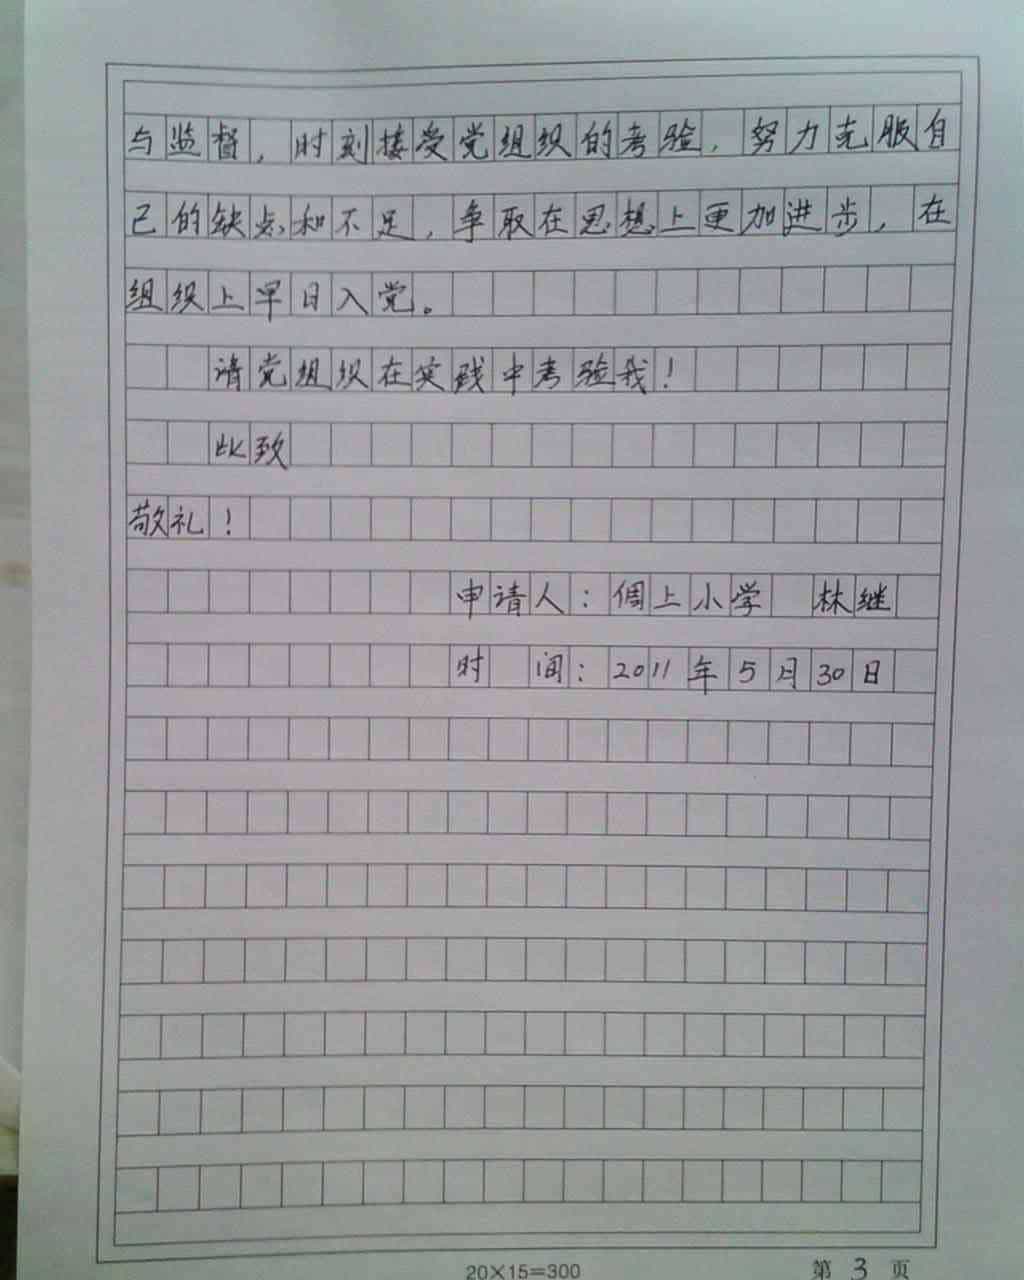 与监督，时刻接受党组织的考验，努力克服自
己的缺点和不足，争取在思想上更加进步，在
组织上早日入党。
请党组织在实践中考验我！
此致
敬礼！
申请人：倜上小学 林继
时 间：2011年5月30日
20×15=300 第 3 页